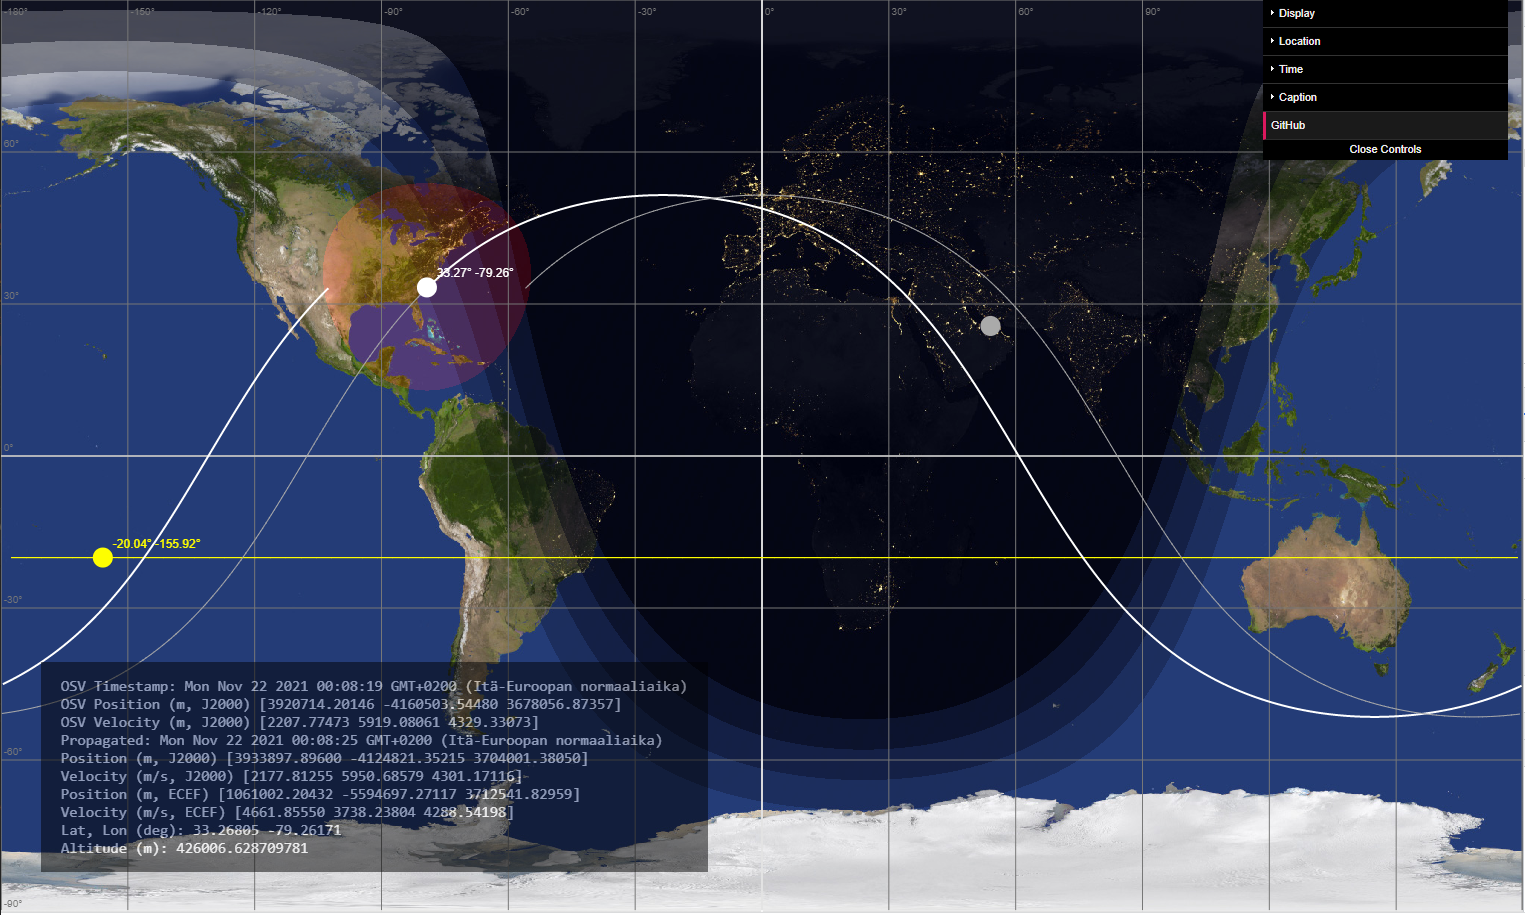 -180° -150° -120° -90° -60° -30° 0° 30° 60° 90°
Display
Location
Time
Caption
GitHub
Close Controls
60°
33.27° -79.26°
30°
0°
-20.04° -155.92°
-30°
OSV Timestamp: Mon Nov 22 2021 00:08:19 GMT+0200 (Itä-Euroopan normaaliaika)
OSV Position (m, J2000) [3920714.20146 -4160503.54480 3678056.87357]
OSV Velocity (m, J2000) [2207.77473 5919.08061 4329.33073]
Propagated: Mon Nov 22 2021 00:08:25 GMT+0200 (Itä-Euroopan normaaliaika)
-60°
Position (m, J2000) [3933897.89600 -4124821.35215 3704001.38050]
Velocity (m/s, J2000) [2177.81255 5950.68579 4301.17116]
Position (m, ECEF) [1061002.20432 -5594697.27117 3712541.82959]
Velocity (m/s, ECEF) [4661.85550 3738.23804 4288.54198]
Lat, Lon (deg): 33.26805 -79.26171
Altitude (m): 426006.628709781
-90°